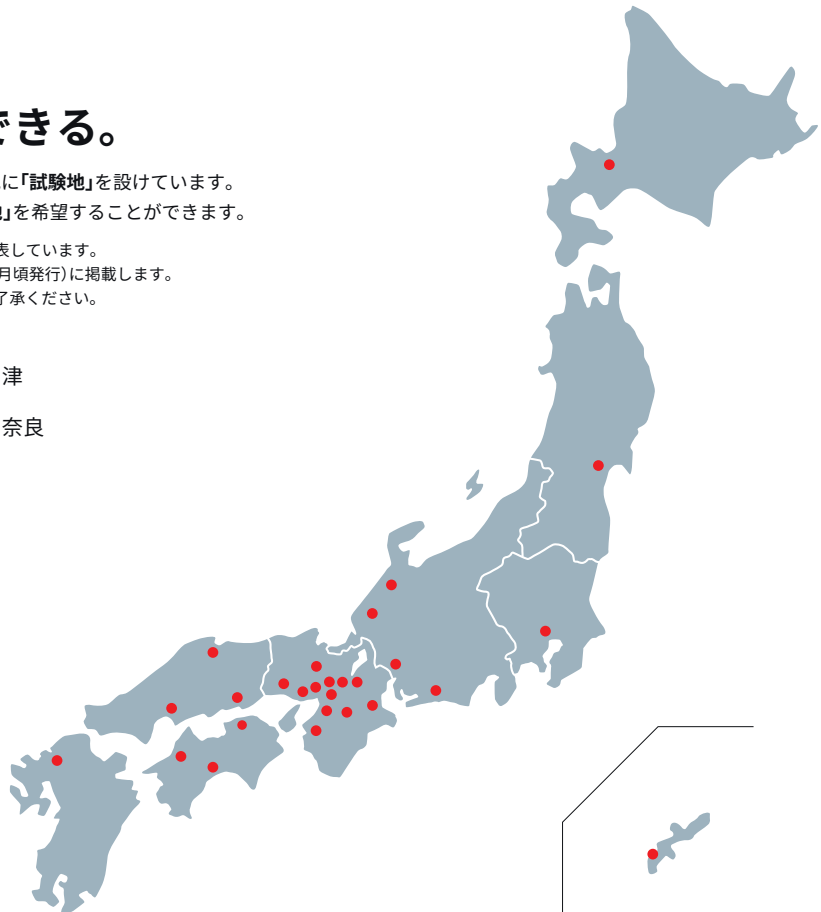 できる。
に「試験地」を設けています。
」を希望することができます。
表しています。
月頃発行）に掲載します。
了承ください。
津
奈良